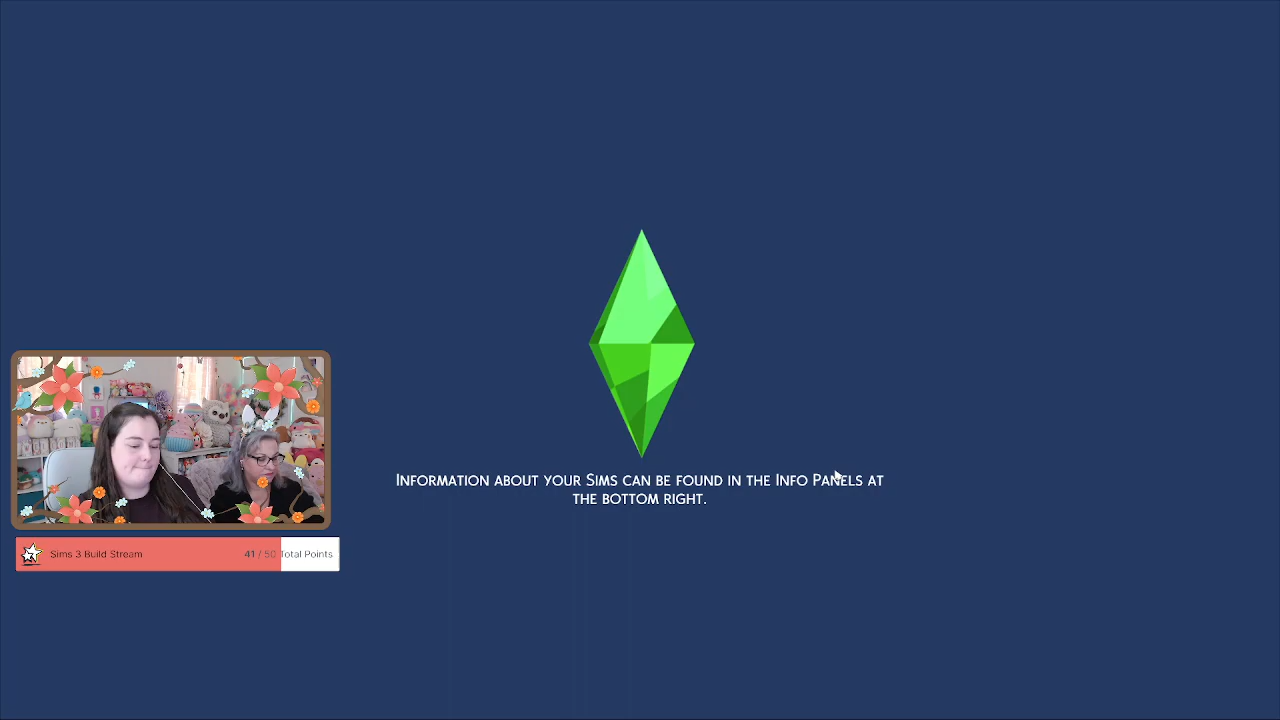 INFORMATION ABOUT YOUR SIMS CAN BE FOUND IN THE INFO PANELS AT
THE BOTTOM RIGHT.
Sims 3 Build Stream 41 / 50 Total Points